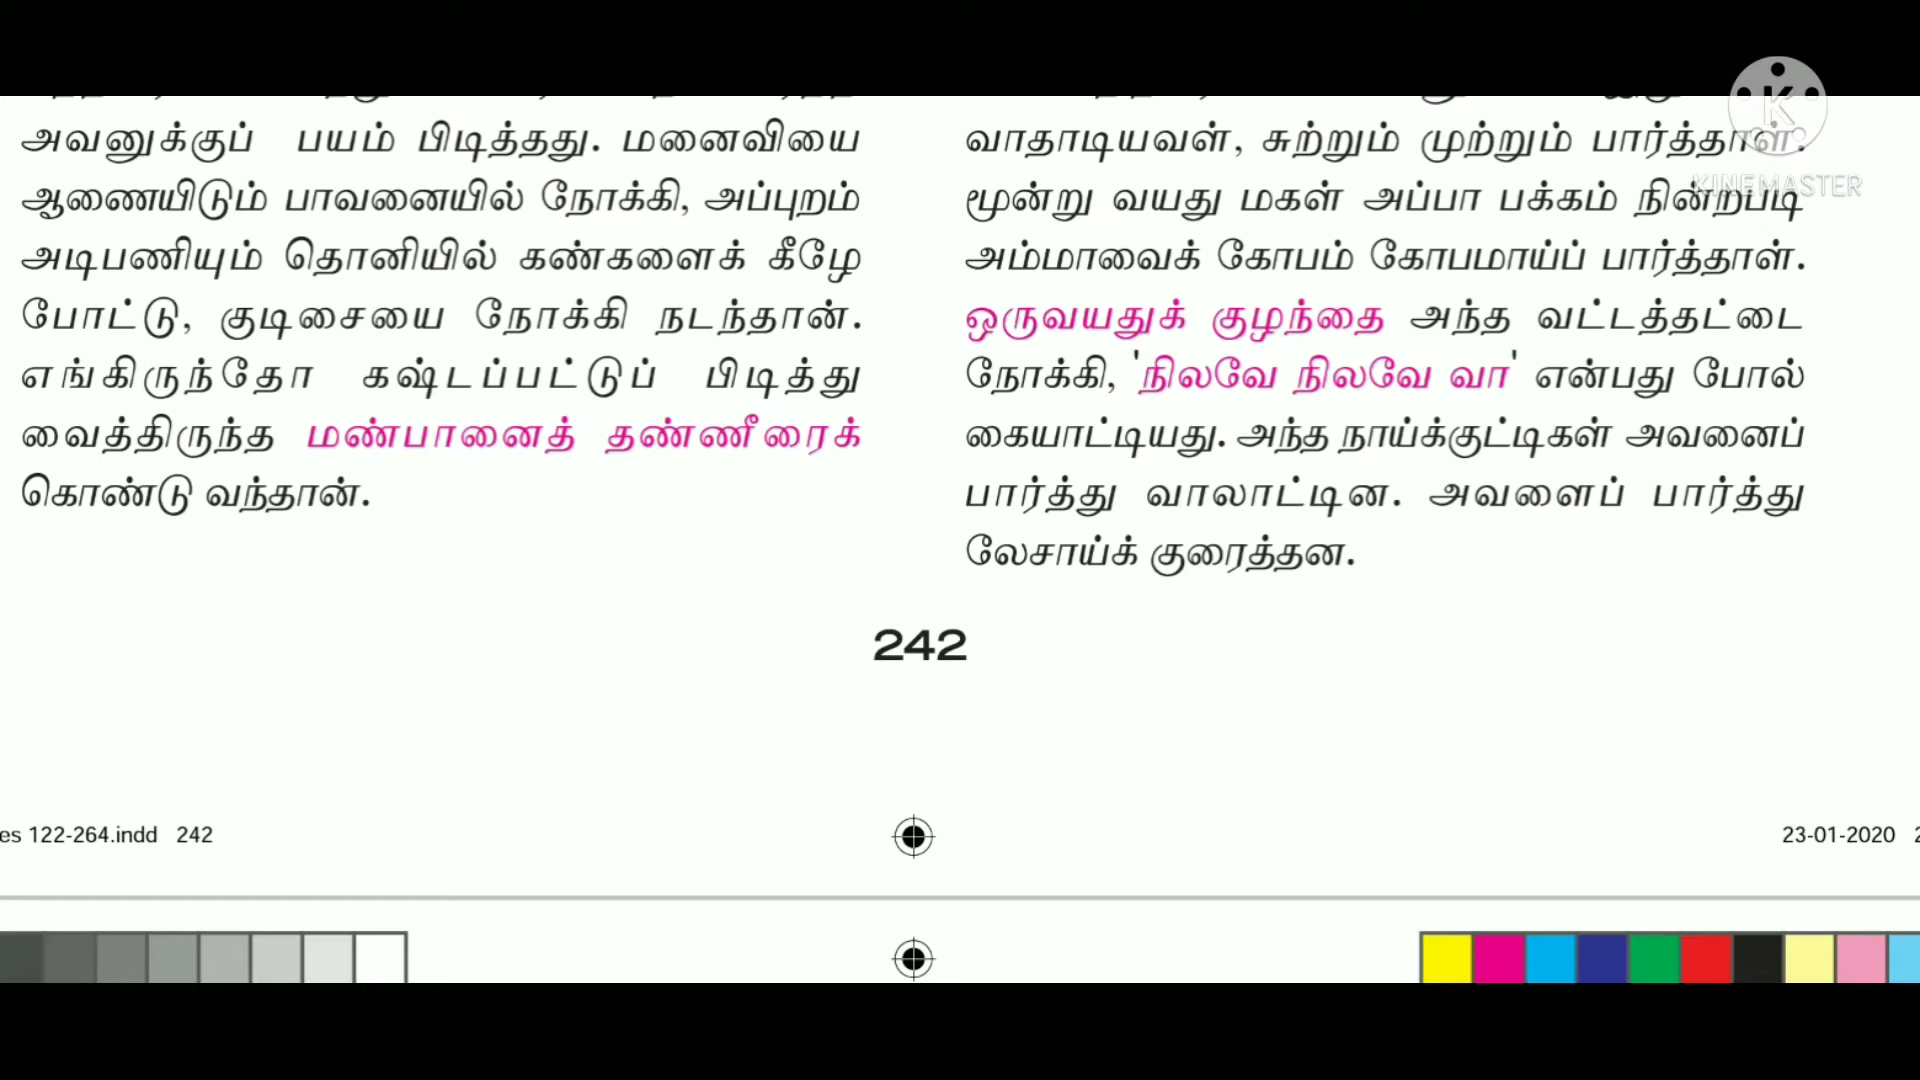 அவனுக்குப் பயம் பிடித்தது. மனைவியை
ஆணையிடும் பாவனையில் நோக்கி, அப்புறம்
அடிபணியும் தொனியில் கண்களைக் கீழே
போட்டு, குடிசையை நோக்கி நடந்தான்.
எங்கிருந்தோ கஷ்டப்பட்டுப் பிடித்து
வைத்திருந்த மண்பானைத் தண்ணீரைக்
கொண்டு வந்தான்.
வாதாடியவள், சுற்றும் முற்றும் பார்த்தாள்.
மூன்று வயது மகள் அப்பா பக்கம் நின்றபடி
அம்மாவைக் கோபம் கோபமாய்ப் பார்த்தாள்.
ஒருவயதுக் குழந்தை அந்த வட்டத்தட்டை
நோக்கி, 'நிலவே நிலவே வா' என்பது போல்
கையாட்டியது. அந்த நாய்க்குட்டிகள் அவனைப்
பார்த்து வாலாட்டின. அவளைப் பார்த்து
லேசாய்க் குரைத்தன.
242
es 122-264.indd 242
23-01-2020
K
KINEMASTER